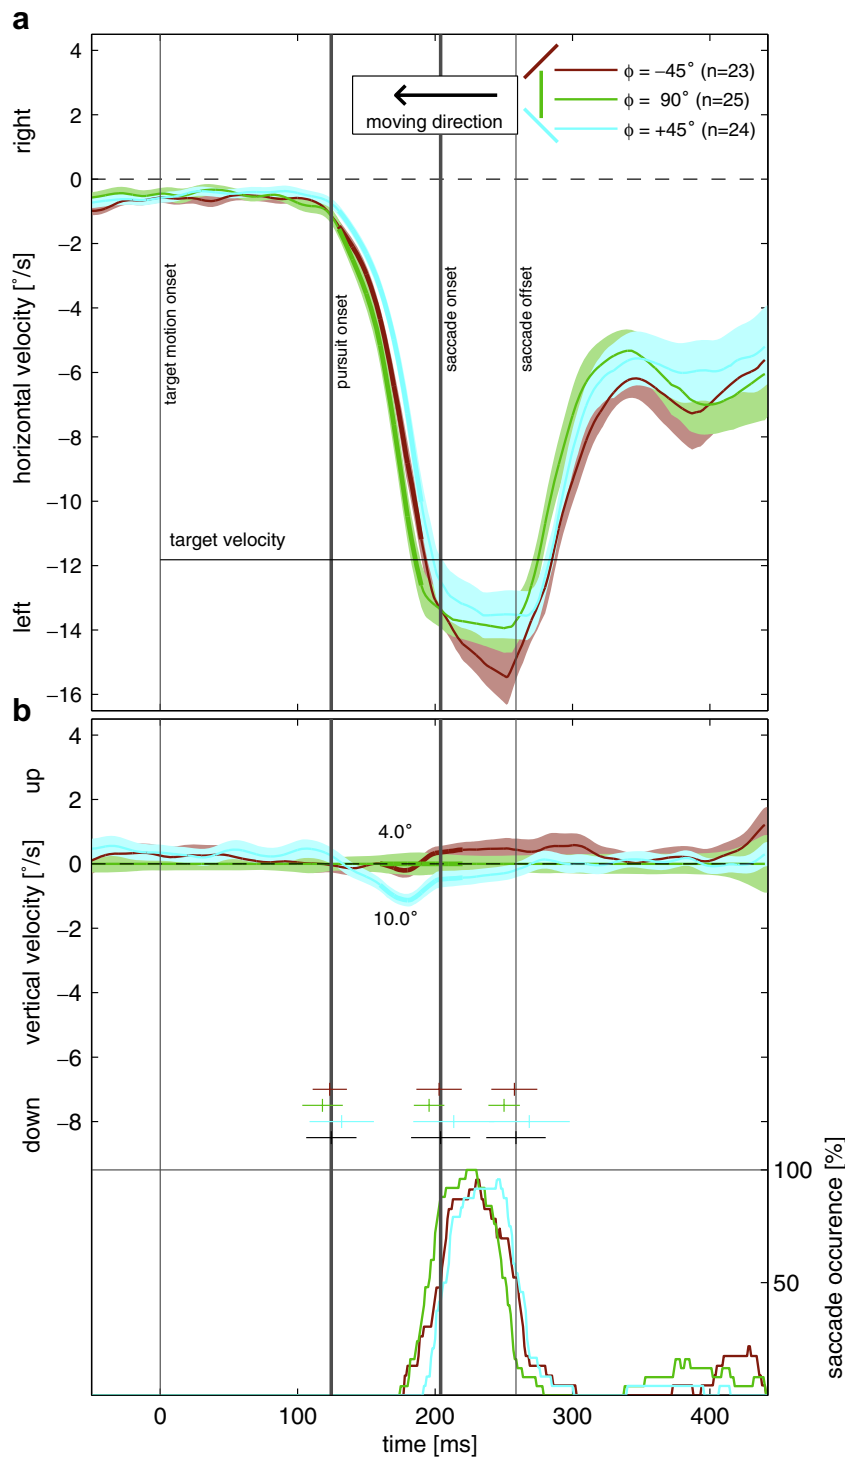 a
4
2
0
−2
−4
−6
−8
−10
−12
−14
−16
right
horizontal velocity [°/s]
left
moving direction
ϕ = −45° (n=23)
ϕ = 90° (n=25)
ϕ = +45° (n=24)
target motion onset
pursuit onset
saccade onset
saccade offset
target velocity
b
4
2
0
−2
−4
−6
−8
up
vertical velocity [°/s]
down
4.0°
10.0°
100
50
saccade occurence [%]
0
100
200
300
400
time [ms]